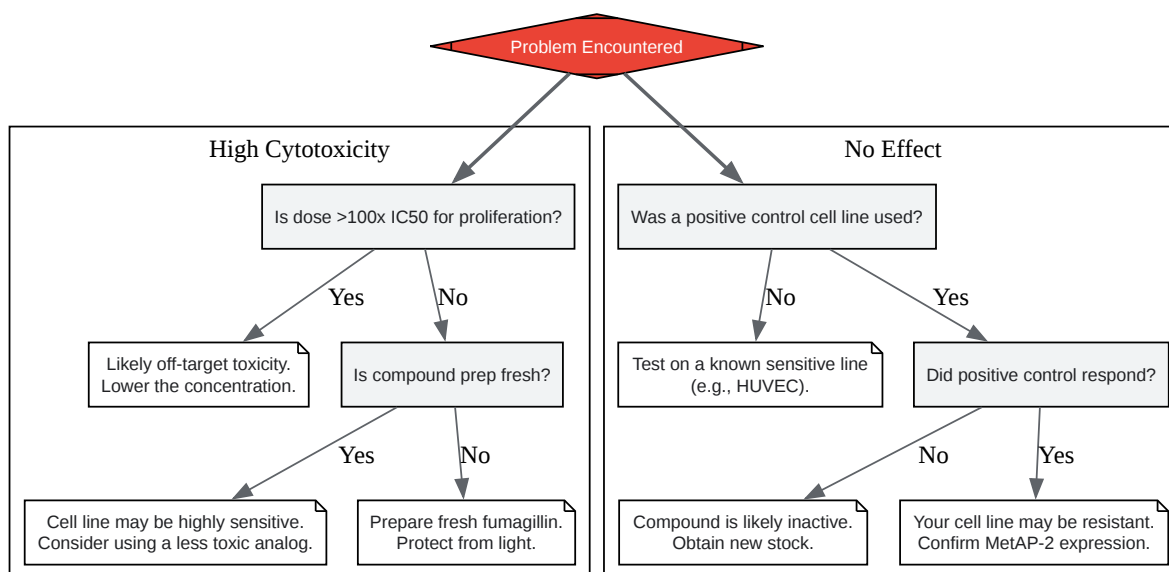 Problem Encountered
High Cytotoxicity
Is dose >100x IC50 for proliferation?
Yes
No
Likely off-target toxicity.
Lower the concentration.
Is compound prep fresh?
Yes
No
Cell line may be highly sensitive.
Consider using a less toxic analog.
Prepare fresh fumagillin.
Protect from light.
No Effect
Was a positive control cell line used?
No
Yes
Test on a known sensitive line
(e.g., HUVEC).
Did positive control respond?
No
Yes
Compound is likely inactive.
Obtain new stock.
Your cell line may be resistant.
Confirm MetAP-2 expression.